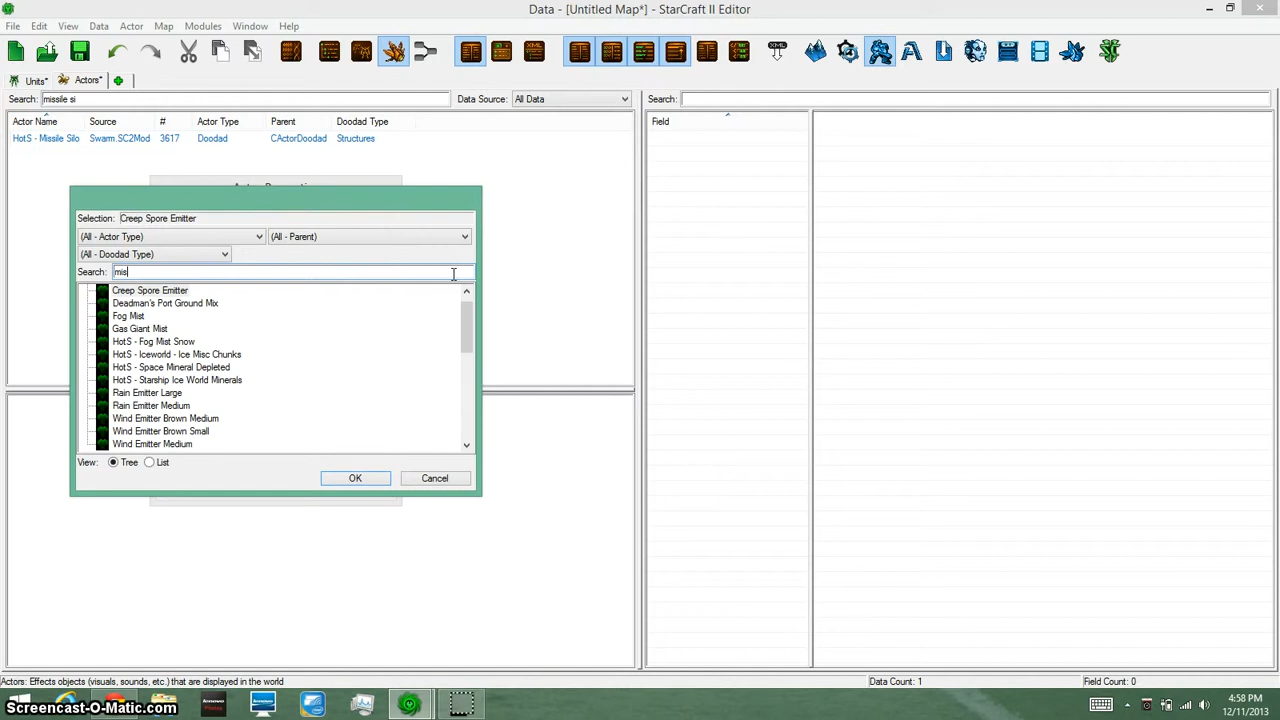 Data - [Untitled Map*] - StarCraft II Editor
File Edit View Data Actor Map Modules Window Help
Units* Actors*
Search: missile si Data Source: All Data Search:
Actor Name Source # Actor Type Parent Doodad Type Field
HotS - Missile Silo Swarm.SC2Mod 3617 Doodad CActorDoodad Structures
Selection: Creep Spore Emitter
(All - Actor Type) (All - Parent)
(All - Doodad Type)
Search: mis
Creep Spore Emitter
Deadman's Port Ground Mix
Fog Mist
Gas Giant Mist
HotS - Fog Mist Snow
HotS - Iceworld - Ice Misc Chunks
HotS - Space Mineral Depleted
HotS - Starship Ice World Minerals
Rain Emitter Large
Rain Emitter Medium
Wind Emitter Brown Medium
Wind Emitter Brown Small
Wind Emitter Medium
View: Tree List
OK Cancel
Actors: Effects objects (visuals, sounds, etc.) that are displayed in the world Data Count: 1 Field Count: 0
Screencast-O-Matic.com
4:58 PM
12/11/2013